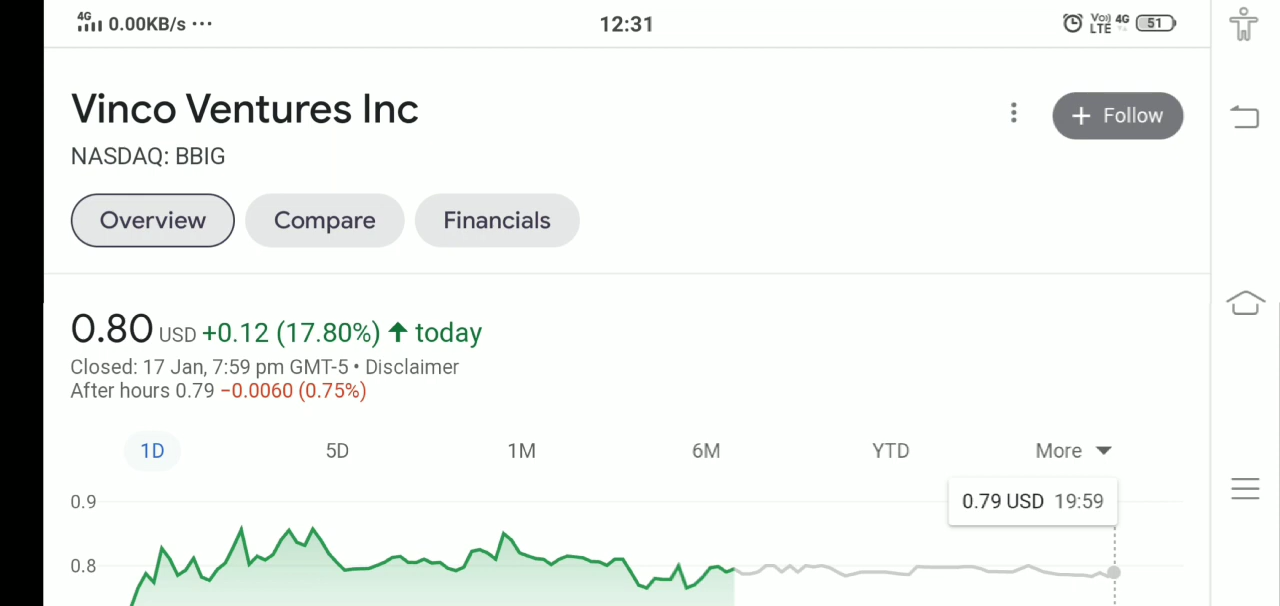 4G 0.00KB/s ··· 12:31 Vo)) LTE 4G 51
Vinco Ventures Inc
+ Follow
NASDAQ: BBIG
Overview Compare Financials
0.80 USD +0.12 (17.80%) ↑ today
Closed: 17 Jan, 7:59 pm GMT-5 • Disclaimer
After hours 0.79 −0.0060 (0.75%)
1D 5D 1M 6M YTD More
0.79 USD 19:59
0.9
0.8